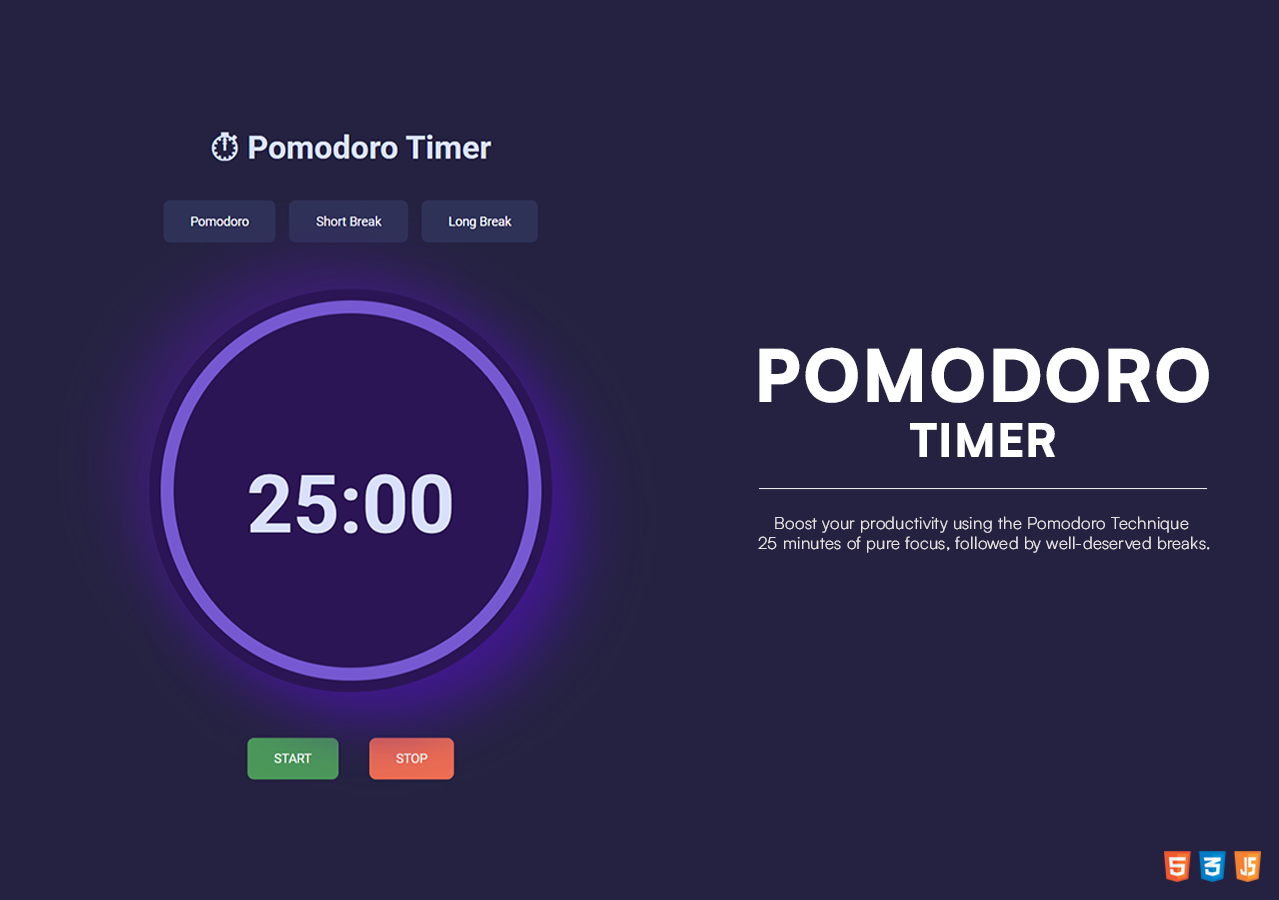 ⏱ Pomodoro Timer
Pomodoro
Short Break
Long Break
25:00
START
STOP
POMODORO
TIMER
Boost your productivity using the Pomodoro Technique
25 minutes of pure focus, followed by well-deserved breaks.
5
3
JS